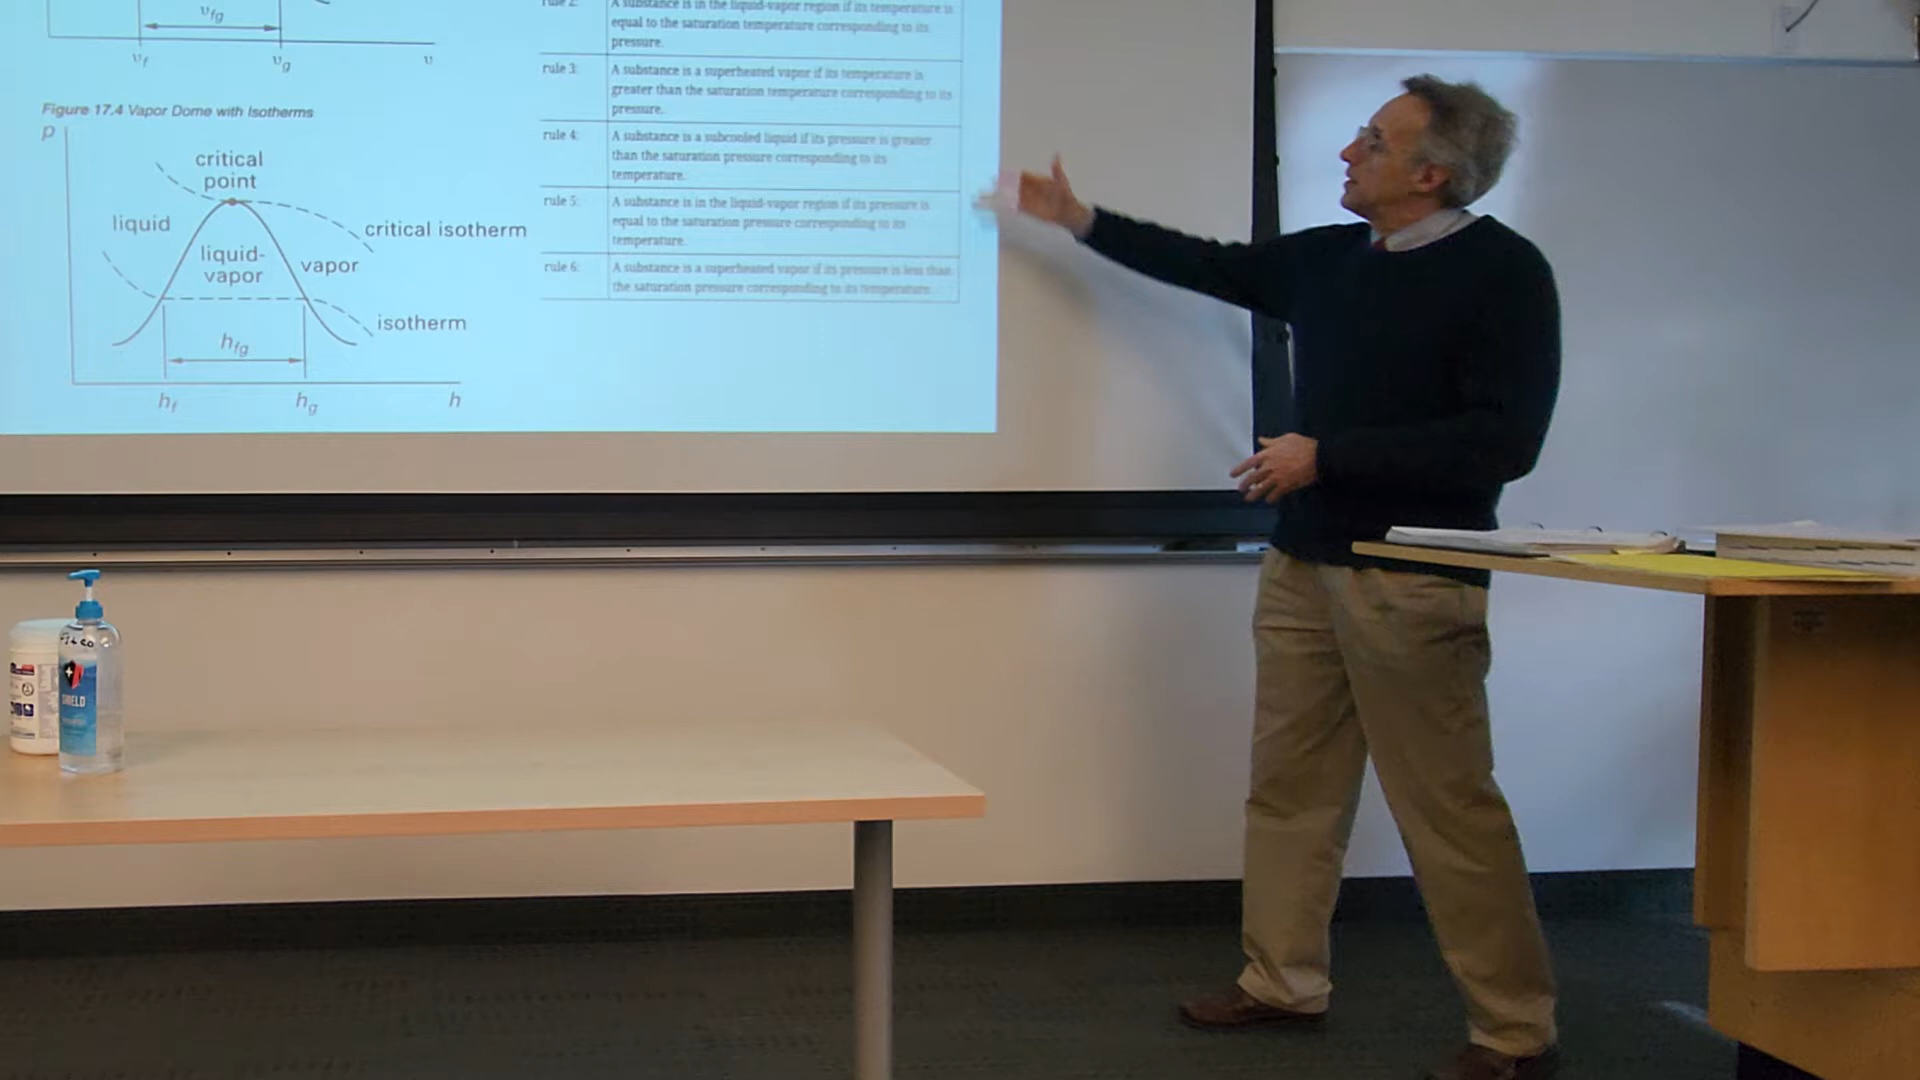 υfg
υf
υg
υ
Figure 17.4 Vapor Dome with Isotherms
p
critical
point
liquid
critical isotherm
liquid-
vapor
vapor
isotherm
hfg
hf
hg
h
rule 2:
A substance is in the liquid-vapor region if its temperature is
equal to the saturation temperature corresponding to its
pressure.
rule 3:
A substance is a superheated vapor if its temperature is
greater than the saturation temperature corresponding to its
pressure.
rule 4:
A substance is a subcooled liquid if its pressure is greater
than the saturation pressure corresponding to its
temperature.
rule 5:
A substance is in the liquid-vapor region if its pressure is
equal to the saturation pressure corresponding to its
temperature.
rule 6:
A substance is a superheated vapor if its pressure is less than
the saturation pressure corresponding to its temperature.
SHIELD